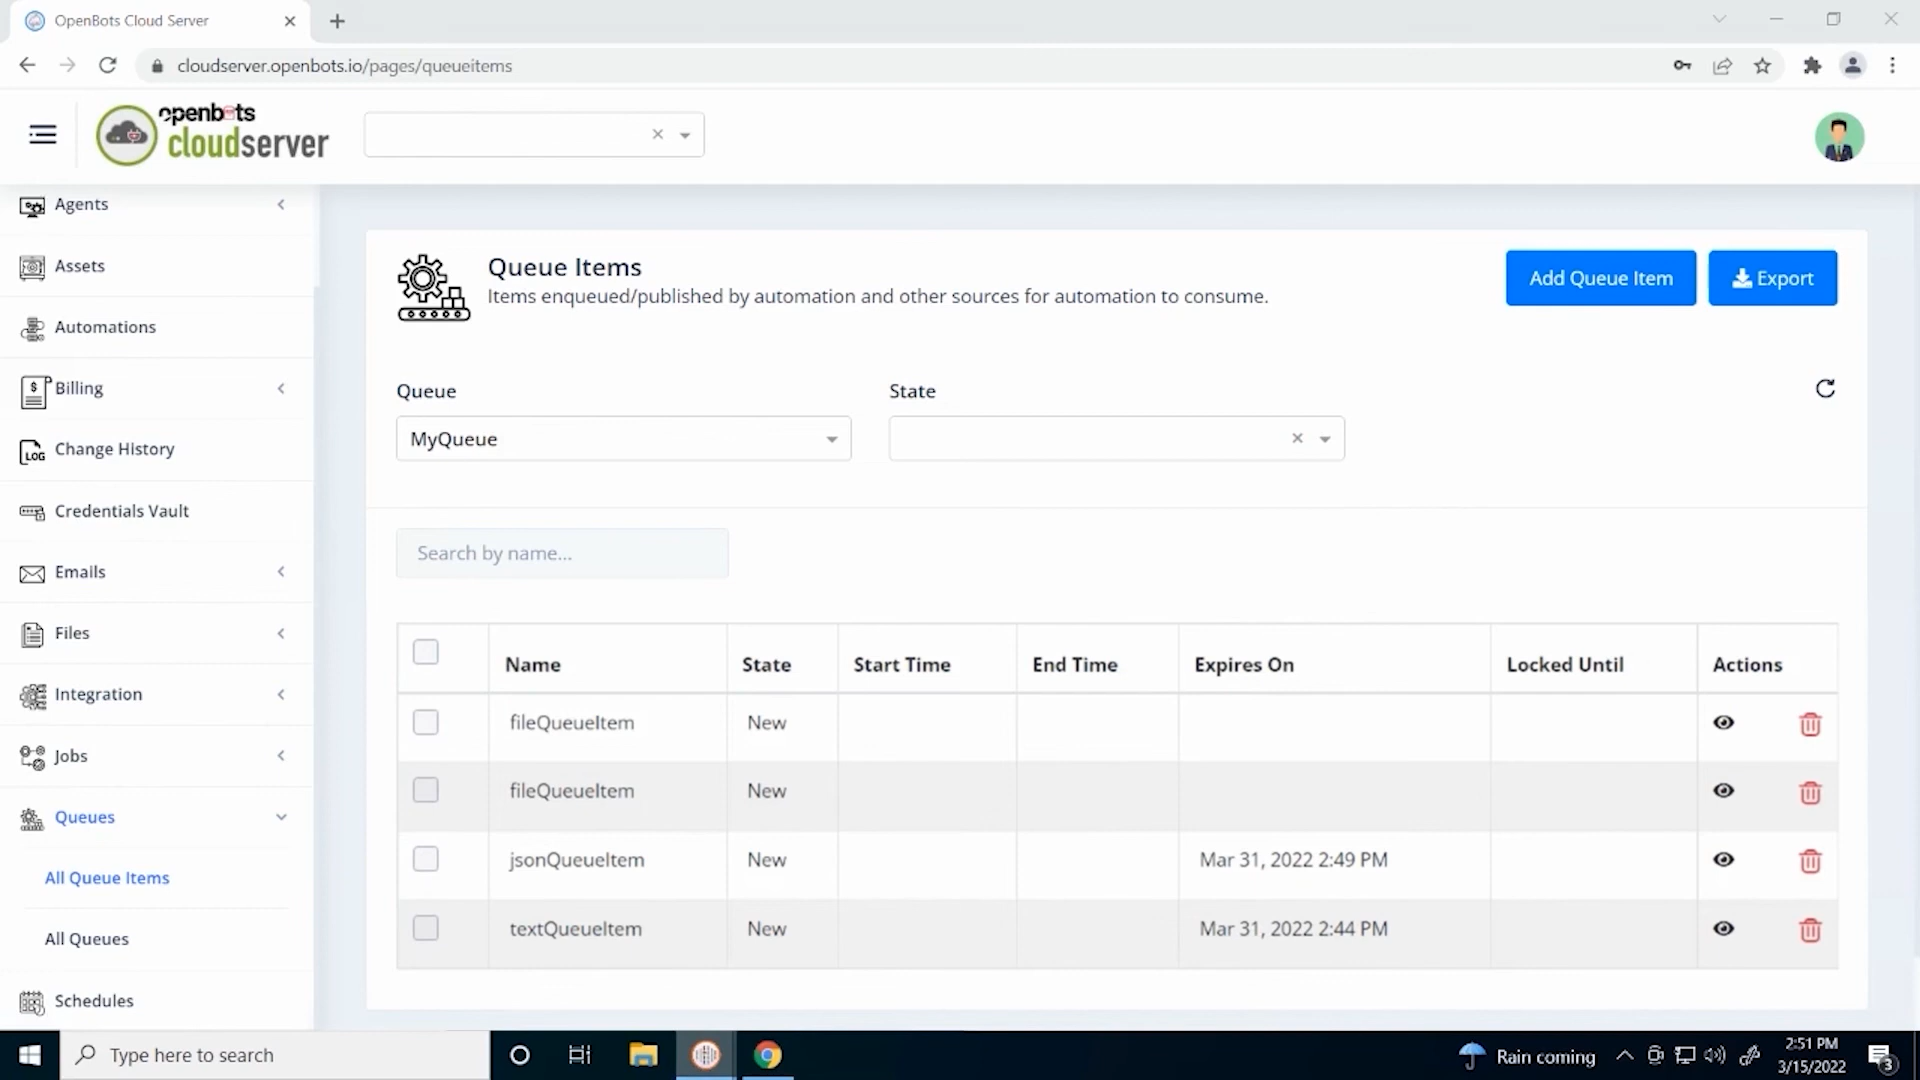 OpenBots Cloud Server
cloudserver.openbots.io/pages/queueitems
openbots
cloudserver
Agents
Assets
Automations
Billing
Change History
LOG
Credentials Vault
Emails
Files
Integration
Jobs
Queues
All Queue Items
All Queues
Schedules
Queue Items
Items enqueued/published by automation and other sources for automation to consume.
Add Queue Item
Export
Queue
State
MyQueue
Search by name...
Name State Start Time End Time Expires On Locked Until Actions
fileQueueItem New
fileQueueItem New
jsonQueueItem New Mar 31, 2022 2:49 PM
textQueueItem New Mar 31, 2022 2:44 PM
Type here to search
Rain coming
2:51 PM
3/15/2022
3